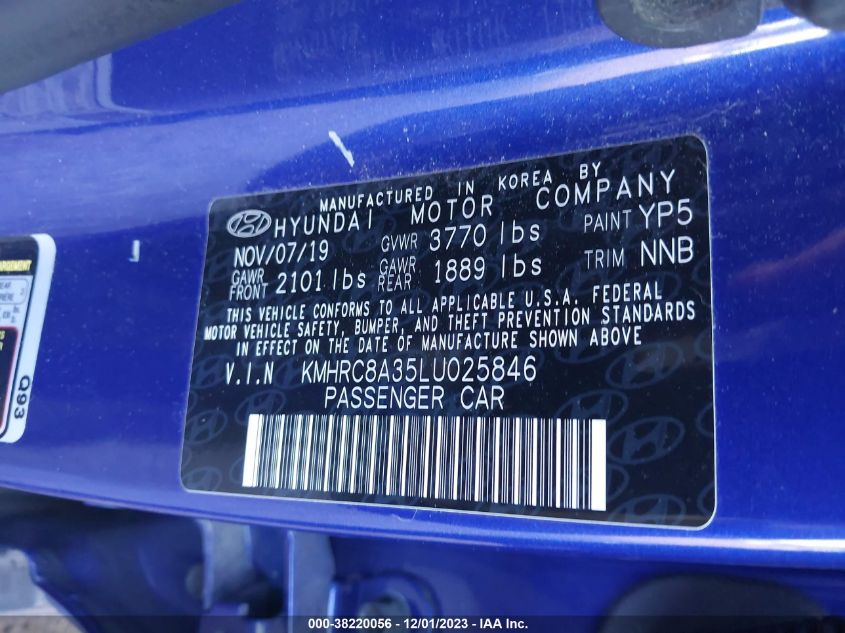 MANUFACTURED IN KOREA BY
HYUNDAI MOTOR COMPANY
NOV/07/19 GVWR 3770 lbs PAINT YP5
GAWR FRONT 2101 lbs GAWR REAR 1889 lbs TRIM NNB
THIS VEHICLE CONFORMS TO ALL APPLICABLE U.S.A. FEDERAL
MOTOR VEHICLE SAFETY, BUMPER, AND THEFT PREVENTION STANDARDS
IN EFFECT ON THE DATE OF MANUFACTURE SHOWN ABOVE
V.I.N KMHRC8A35LU025846
PASSENGER CAR
Q93
000-38220056 - 12/01/2023 - IAA Inc.